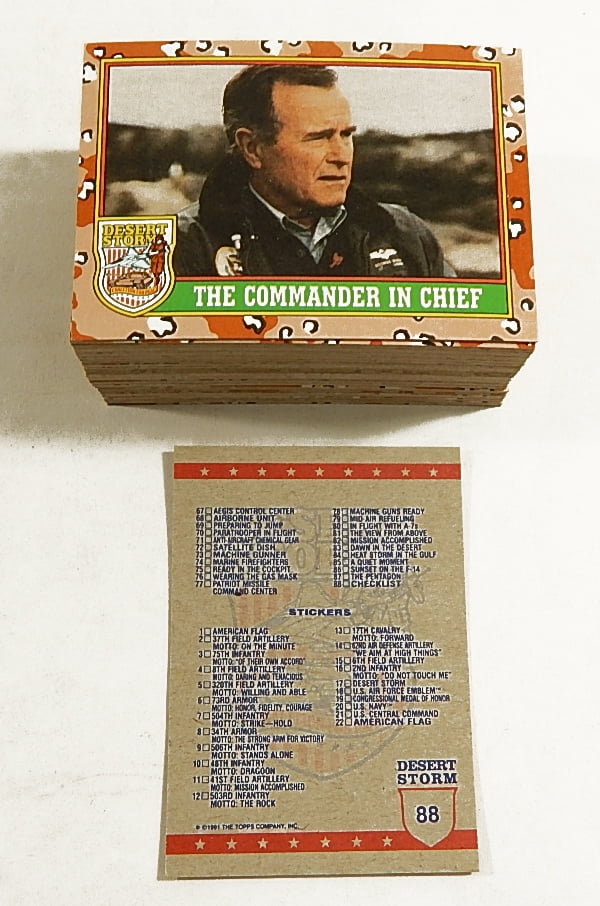 DESERT
STORM
THE COMMANDER IN CHIEF
67 AEGIS CONTROL CENTER
68 AIRBORNE UNIT
69 PREPARING TO JUMP
70 PARATROOPER IN FLIGHT
71 ANTI-AIRCRAFT/CHEMICAL GEAR
72 SATELLITE DISH
73 MACHINE GUNNER
74 MARINE FIREFIGHTERS
75 READY IN THE COCKPIT
76 WEARING THE GAS MASK
77 PATRIOT MISSILE
COMMAND CENTER
78 MACHINE GUNS READY
79 MID-AIR REFUELING
80 IN FLIGHT WITH A-7s
81 THE VIEW FROM ABOVE
82 MISSION ACCOMPLISHED
83 DAWN IN THE DESERT
84 HEAT STORM IN THE GULF
85 A QUIET MOMENT
86 SUNSET ON THE F-14
87 THE PENTAGON
88 CHECKLIST
STICKERS
1 AMERICAN FLAG
2 37TH FIELD ARTILLERY
MOTTO: ON THE MINUTE
3 75TH INFANTRY
MOTTO: "OF THEIR OWN ACCORD"
4 8TH FIELD ARTILLERY
MOTTO: DARING AND TENACIOUS
5 320TH FIELD ARTILLERY
MOTTO: WILLING AND ABLE
6 73RD ARMOR
MOTTO: HONOR, FIDELITY, COURAGE
7 504TH INFANTRY
MOTTO: STRIKE—HOLD
8 34TH ARMOR
MOTTO: THE STRONG ARM FOR VICTORY
9 506TH INFANTRY
MOTTO: STANDS ALONE
10 14TH INFANTRY
MOTTO: DRAGOON
11 41ST FIELD ARTILLERY
MOTTO: MISSION ACCOMPLISHED
12 503RD INFANTRY
MOTTO: THE ROCK
13 17TH CAVALRY
MOTTO: FORWARD
14 62ND AIR DEFENSE ARTILLERY
"WE AIM AT HIGH THINGS"
15 6TH FIELD ARTILLERY
16 2ND INFANTRY
MOTTO: "DO NOT TOUCH ME"
17 DESERT STORM
18 U.S. AIR FORCE EMBLEM™
19 CONGRESSIONAL MEDAL OF HONOR
20 U.S. NAVY™
21 U.S. CENTRAL COMMAND
22 AMERICAN FLAG
DESERT
STORM
88
© 1991 THE TOPPS COMPANY, INC.